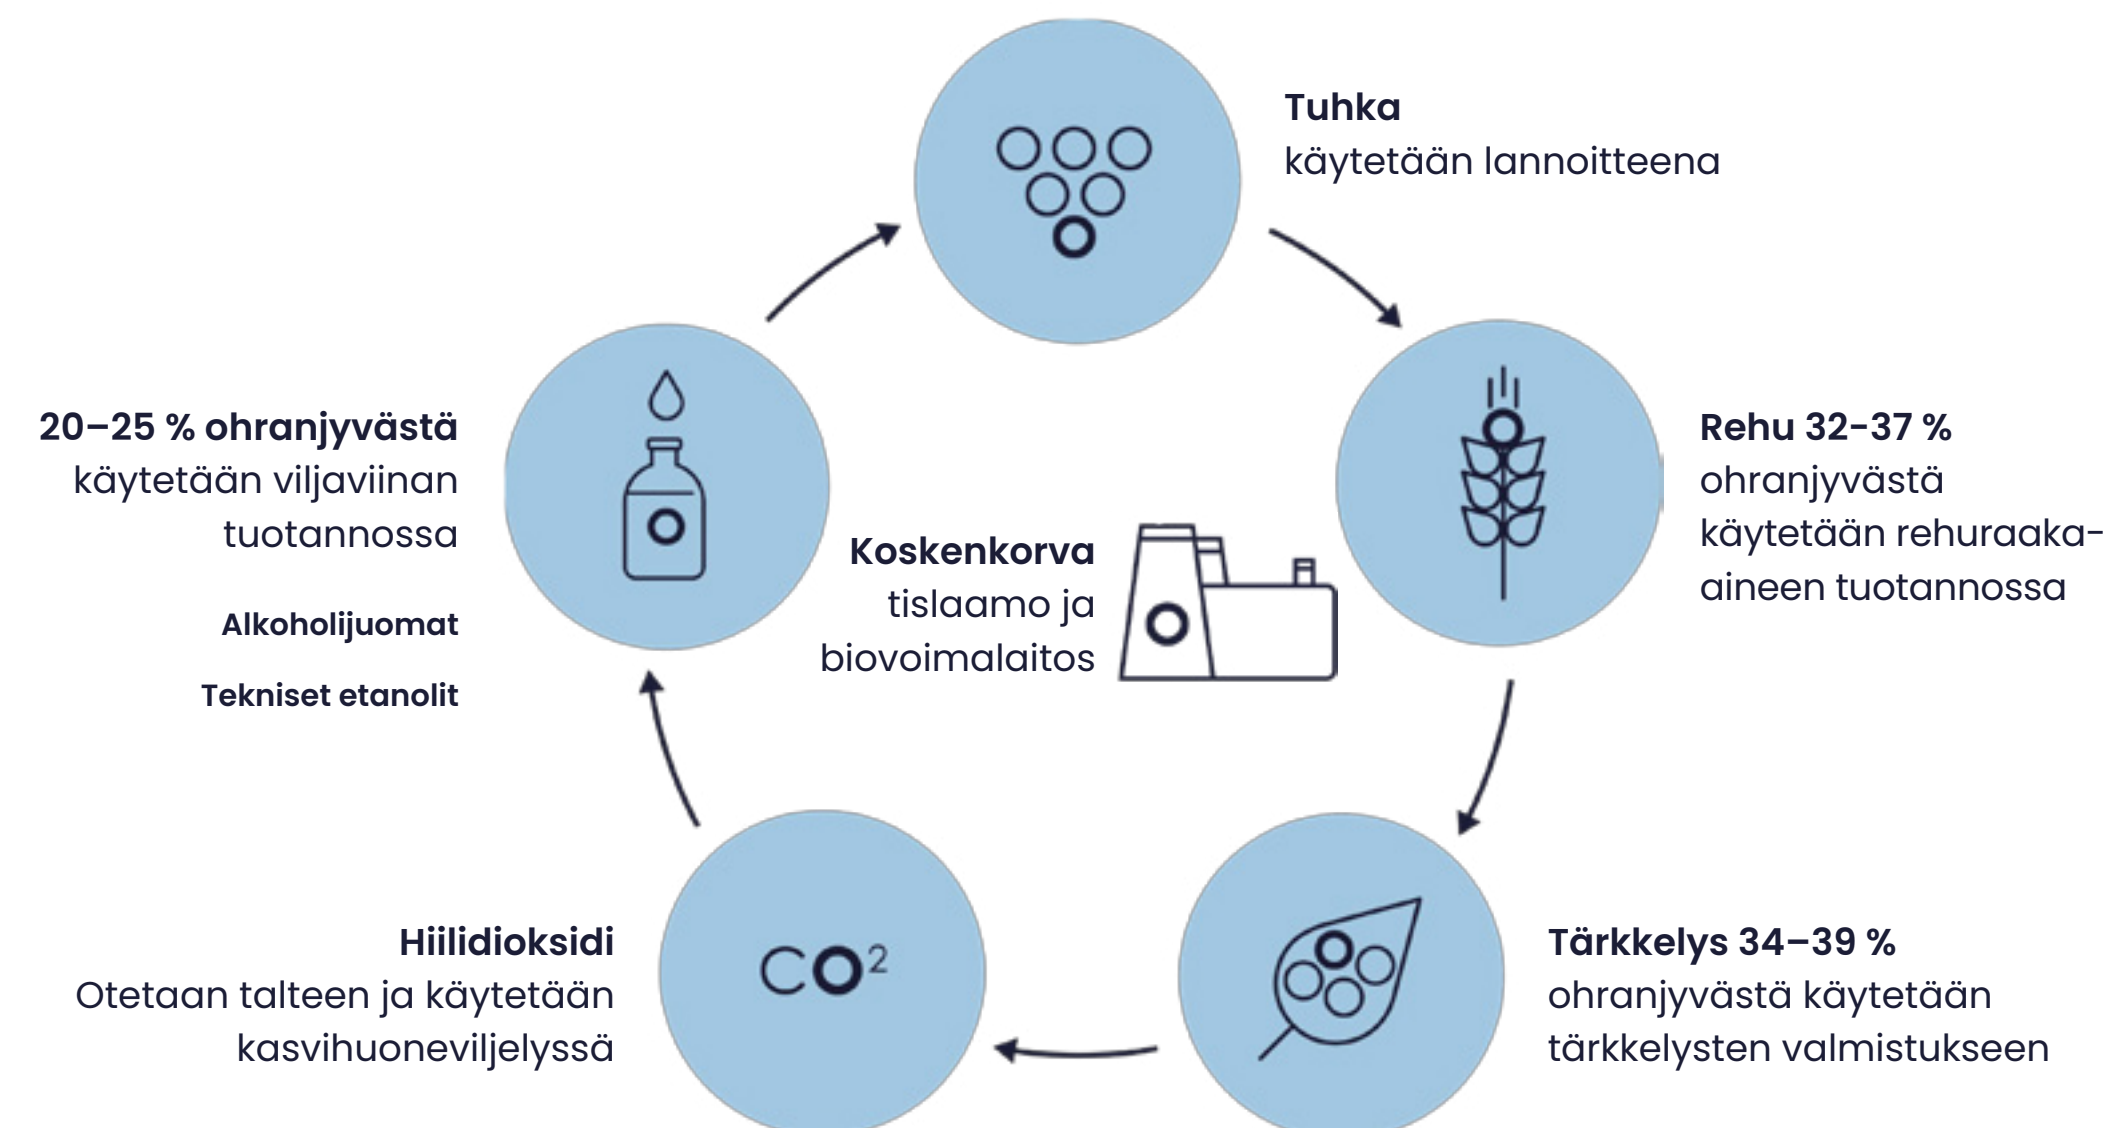 Tuhka
käytetään lannoitteena
20–25 % ohranjyvästä
käytetään viljaviinan
tuotannossa
Alkoholijuomat
Tekniset etanolit
Koskenkorva
tislaamo ja
biovoimalaitos
Rehu 32-37 %
ohranjyvästä
käytetään rehuraaka-
aineen tuotannossa
Hiilidioksidi
Otetaan talteen ja käytetään
kasvihuoneviljelyssä
CO²
Tärkkelys 34–39 %
ohranjyvästä käytetään
tärkkelysten valmistukseen